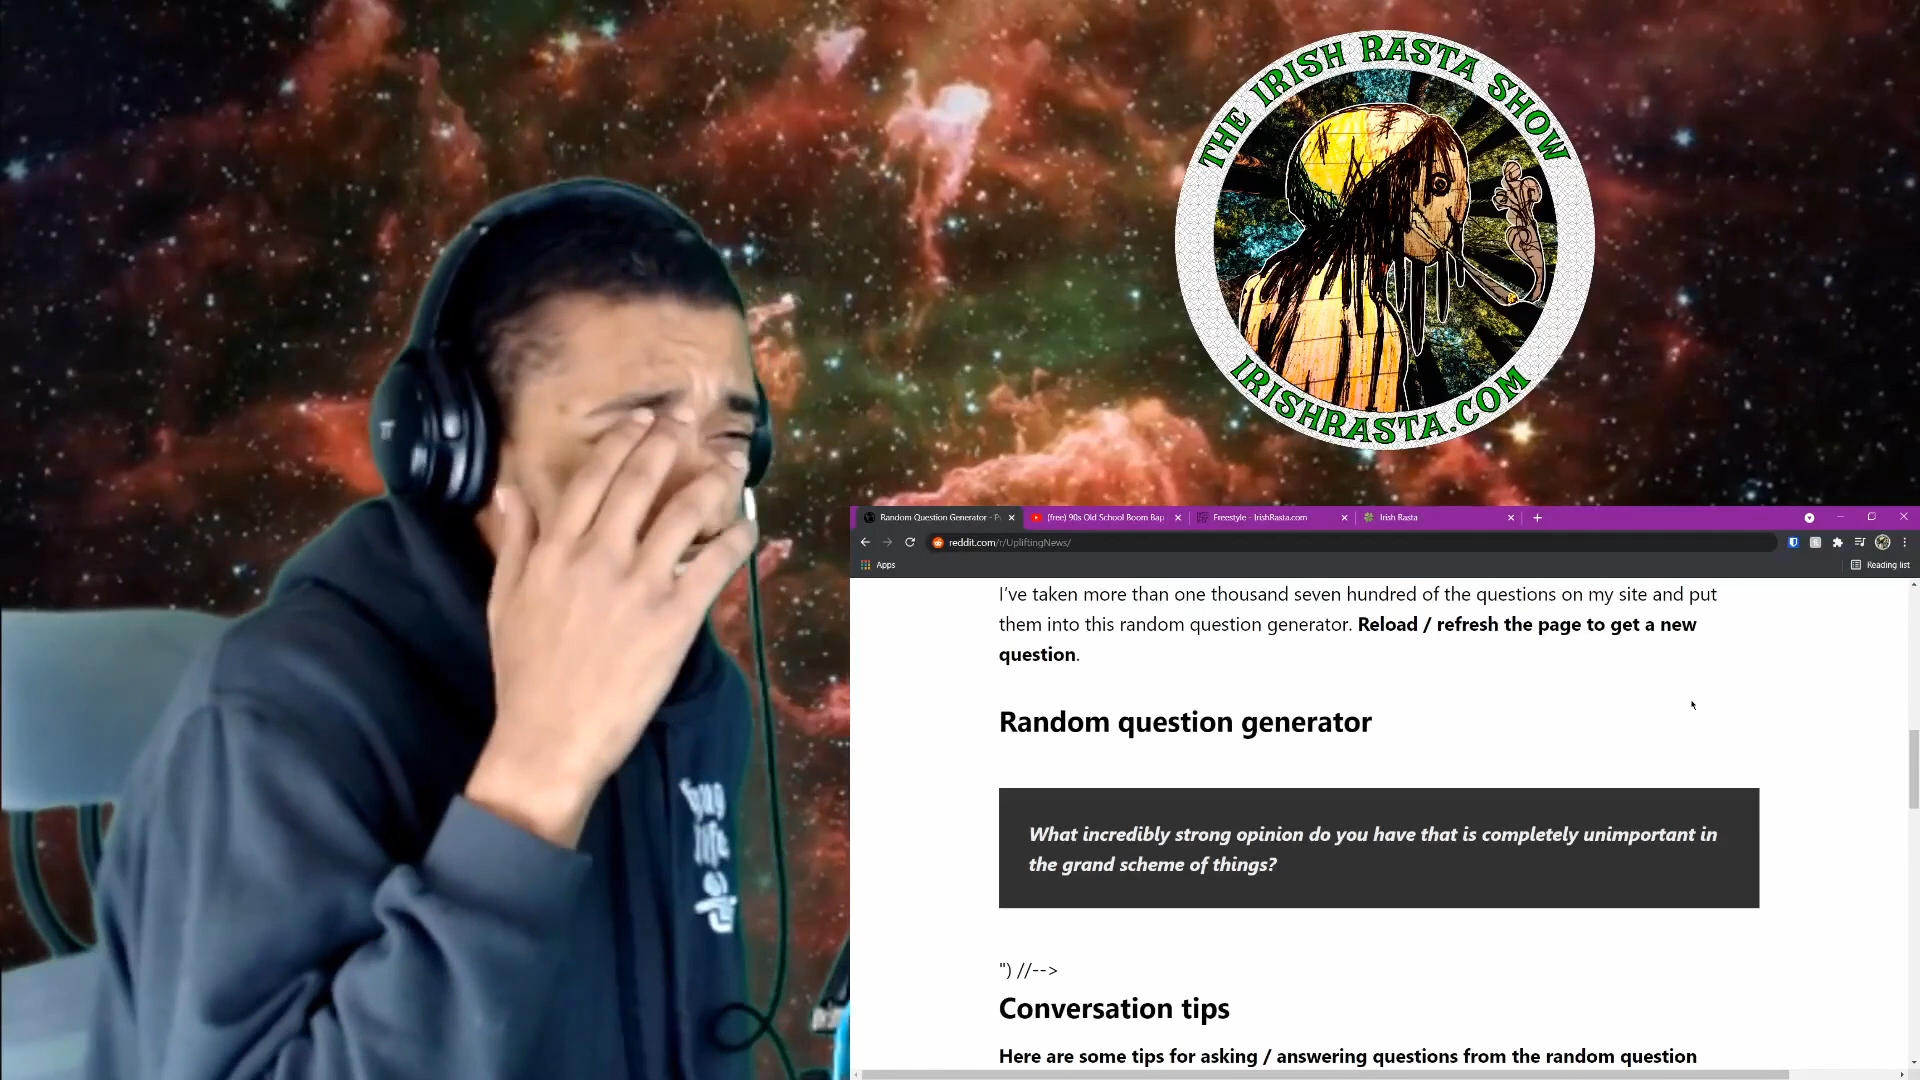 THE IRISH RASTA SHOW
IRISHRASTA.COM
Random Question Generator - P
(free) 90s Old School Boom Bap
Freestyle - IrishRasta.com
Irish Rasta
reddit.com/r/UpliftingNews/
Apps
Reading list
I've taken more than one thousand seven hundred of the questions on my site and put
them into this random question generator. Reload / refresh the page to get a new
question.
Random question generator
What incredibly strong opinion do you have that is completely unimportant in
the grand scheme of things?
") //-->
Conversation tips
Here are some tips for asking / answering questions from the random question
life